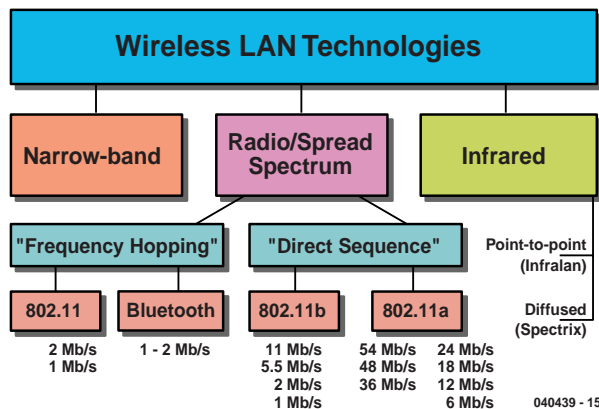 Wireless LAN Technologies
Narrow-band
Radio/Spread
Spectrum
Infrared
"Frequency Hopping"
"Direct Sequence"
Point-to-point
(Infralan)
802.11
Bluetooth
802.11b
802.11a
Diffused
(Spectrix)
2 Mb/s
1 Mb/s
1 - 2 Mb/s
11 Mb/s
5.5 Mb/s
2 Mb/s
1 Mb/s
54 Mb/s
48 Mb/s
36 Mb/s
24 Mb/s
18 Mb/s
12 Mb/s
6 Mb/s
040439 - 15